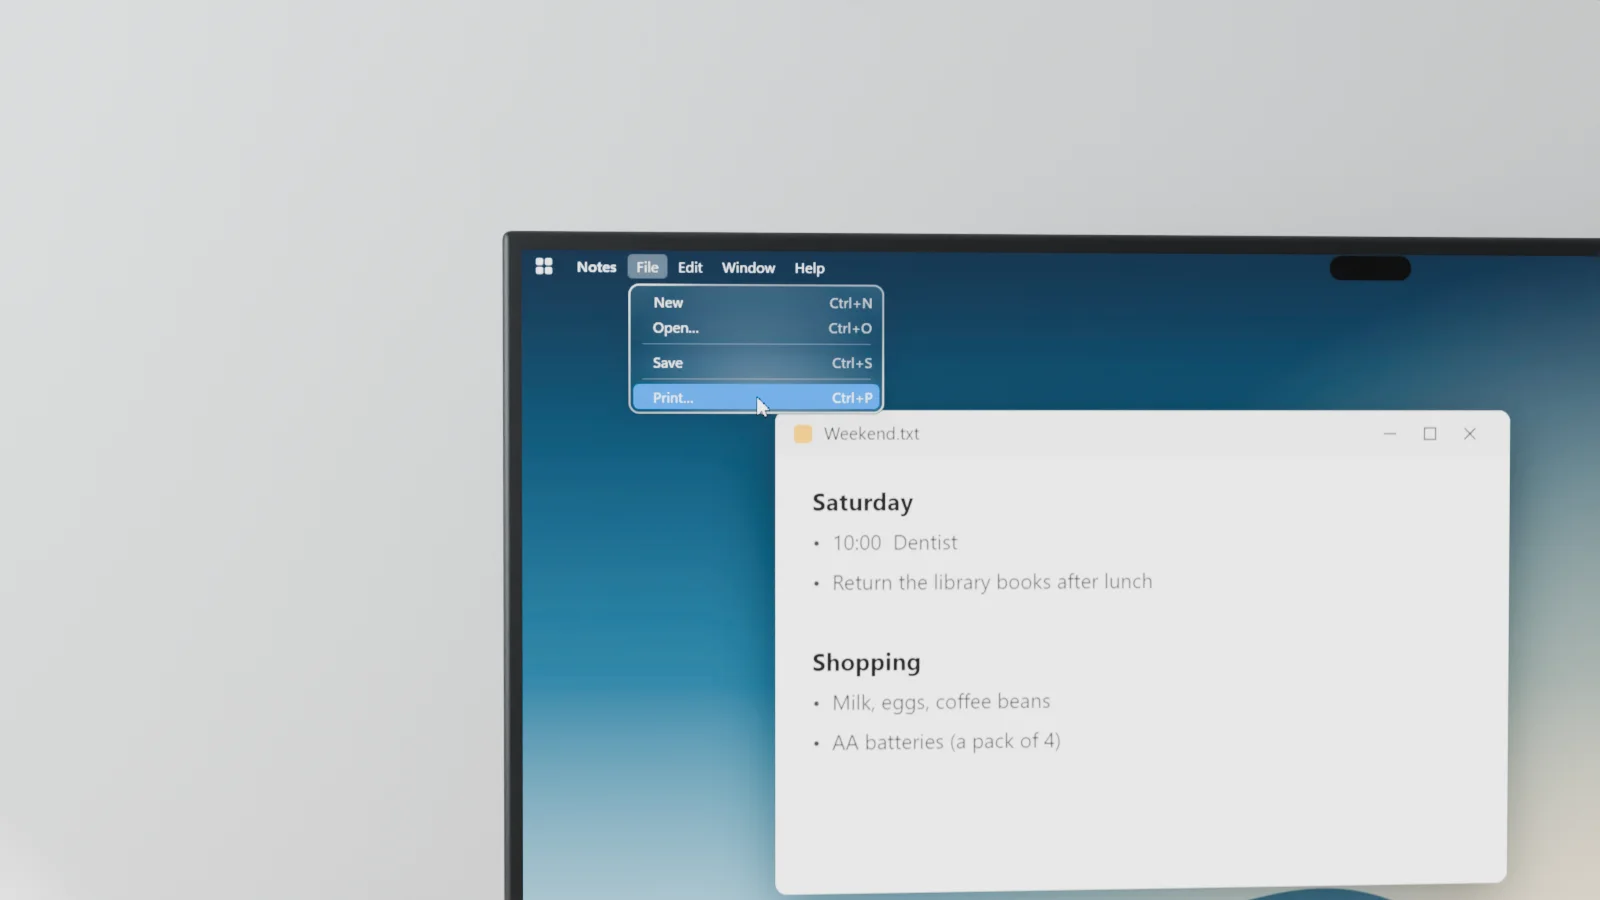 Notes File Edit Window Help
New Ctrl+N
Open... Ctrl+O
Save Ctrl+S
Print... Ctrl+P
Weekend.txt
Saturday
• 10:00 Dentist
• Return the library books after lunch
Shopping
• Milk, eggs, coffee beans
• AA batteries (a pack of 4)